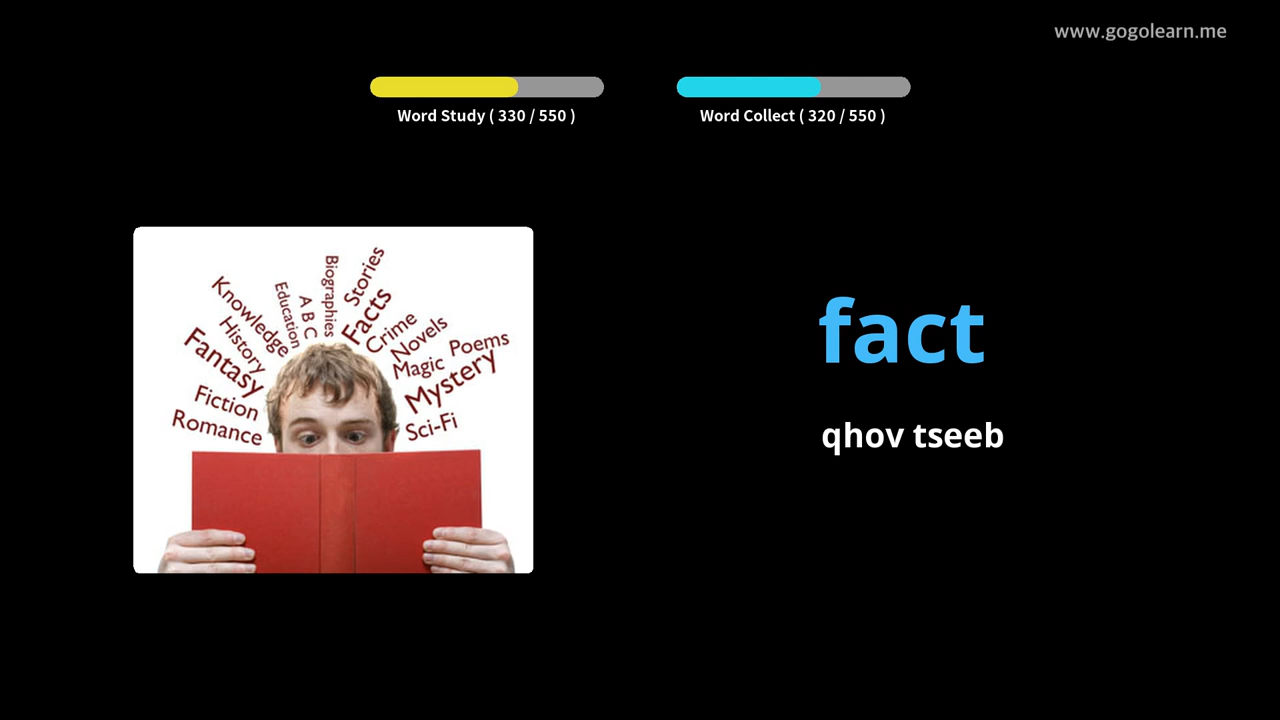 www.gogolearn.me
Word Study ( 330 / 550 )
Word Collect ( 320 / 550 )
Romance
Fiction
Fantasy
History
Knowledge
Education
A B C
Biographies
Stories
Facts
Crime
Novels
Magic
Poems
Mystery
Sci-Fi
fact
qhov tseeb